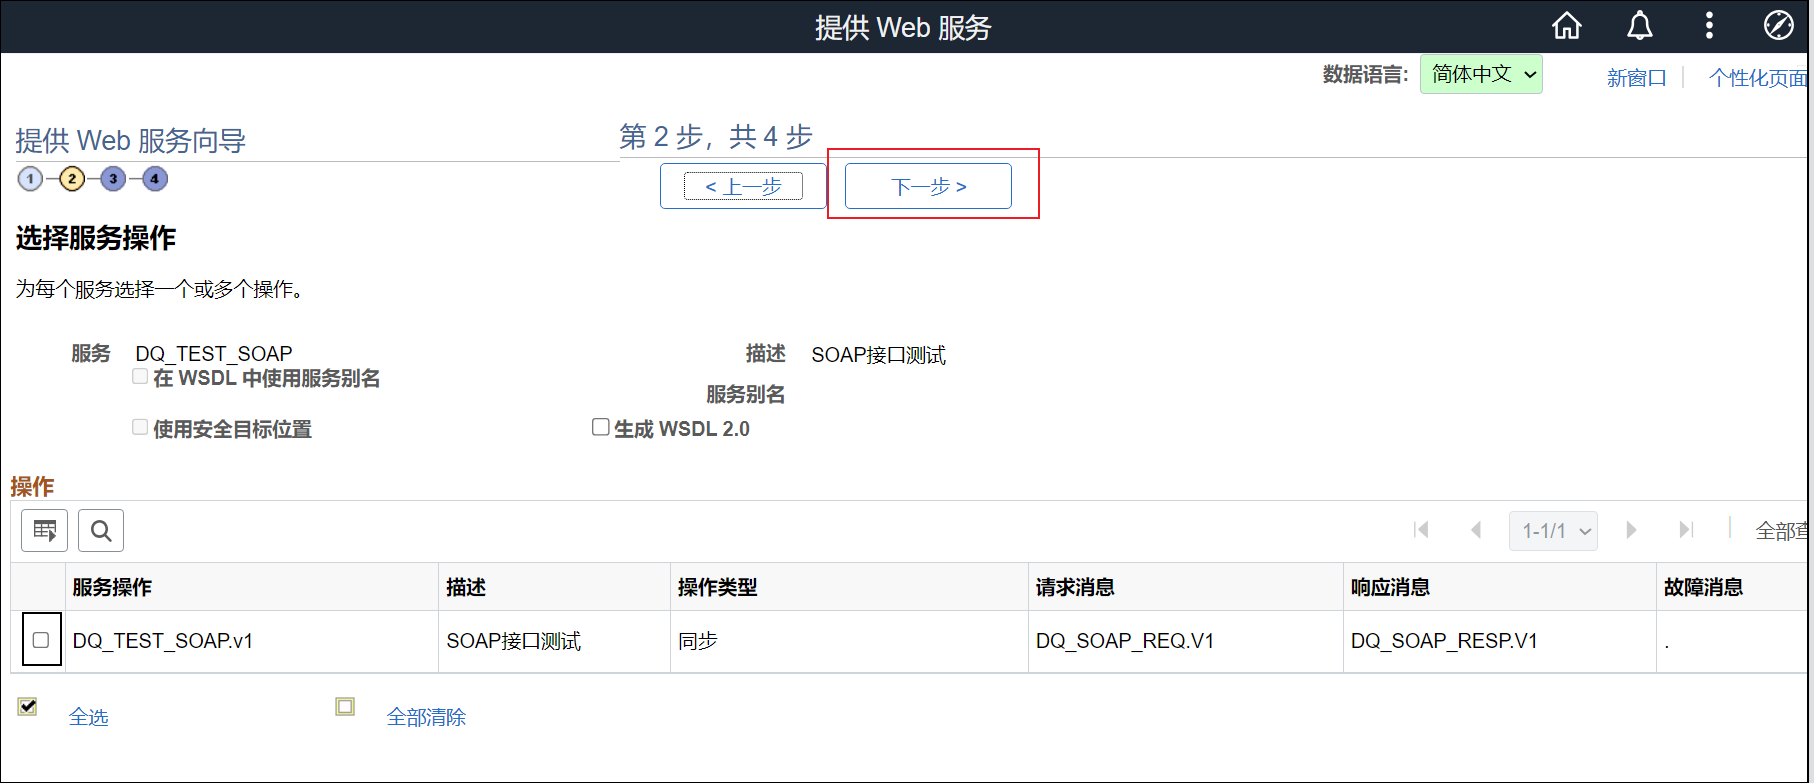 提供 Web 服务
数据语言: 简体中文 新窗口 个性化页面
提供 Web 服务向导 第 2 步，共 4 步
1 2 3 4 < 上一步 下一步 >
选择服务操作
为每个服务选择一个或多个操作。
服务 DQ_TEST_SOAP 描述 SOAP接口测试
在 WSDL 中使用服务别名
服务别名
使用安全目标位置 生成 WSDL 2.0
操作
1-1/1 全部查
服务操作 描述 操作类型 请求消息 响应消息 故障消息
DQ_TEST_SOAP.v1 SOAP接口测试 同步 DQ_SOAP_REQ.V1 DQ_SOAP_RESP.V1 .
全选 全部清除